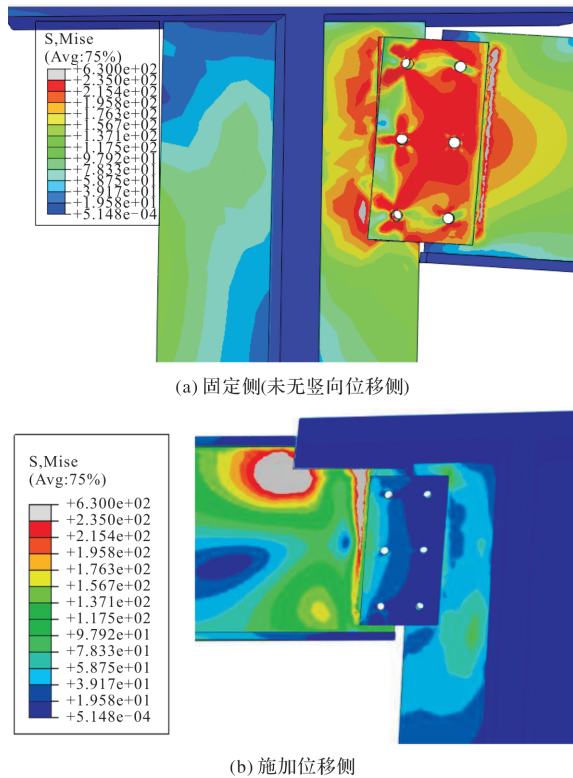 S,Mise
(Avg:75%)
+6.300e+02
+2.350e+02
+2.154e+02
+1.958e+02
+1.763e+02
+1.567e+02
+1.371e+02
+1.175e+02
+9.792e+01
+7.833e+01
+5.875e+01
+3.917e+01
+1.958e+01
+5.148e-04
(a) 固定侧(未无竖向位移侧)
S,Mise
(Avg:75%)
+6.300e+02
+2.350e+02
+2.154e+02
+1.958e+02
+1.763e+02
+1.567e+02
+1.371e+02
+1.175e+02
+9.792e+01
+7.833e+01
+5.875e+01
+3.917e+01
+1.958e+01
+5.148e-04
(b) 施加位移侧